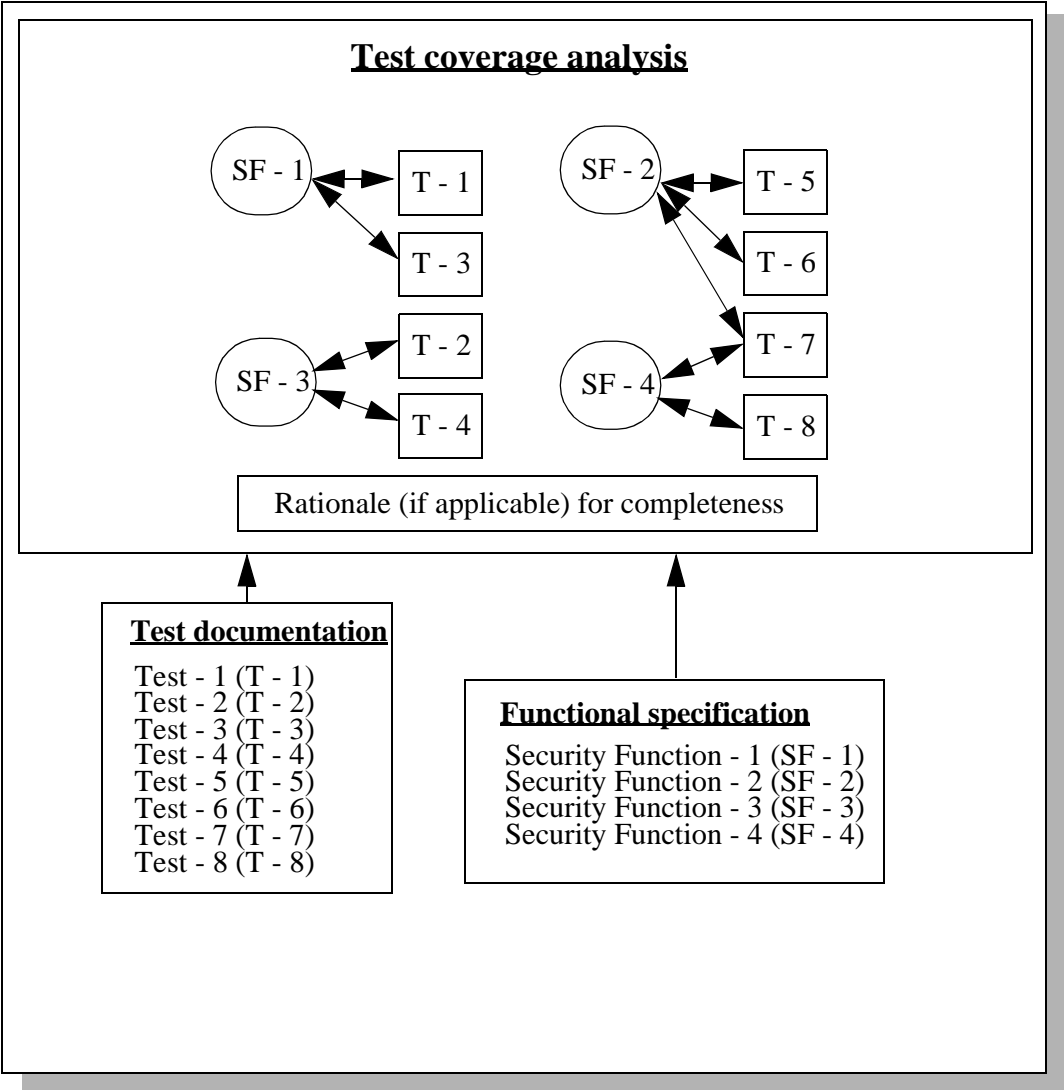 Test coverage analysis
SF - 1
T - 1
T - 3
SF - 2
T - 5
T - 6
T - 7
SF - 3
T - 2
T - 4
SF - 4
T - 8
Rationale (if applicable) for completeness
Test documentation
Test - 1 (T - 1)
Test - 2 (T - 2)
Test - 3 (T - 3)
Test - 4 (T - 4)
Test - 5 (T - 5)
Test - 6 (T - 6)
Test - 7 (T - 7)
Test - 8 (T - 8)
Functional specification
Security Function - 1 (SF - 1)
Security Function - 2 (SF - 2)
Security Function - 3 (SF - 3)
Security Function - 4 (SF - 4)